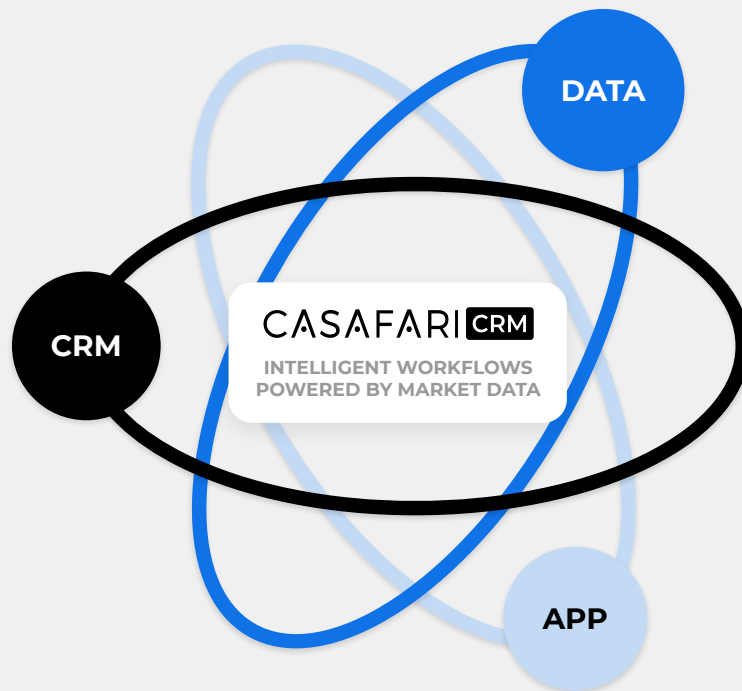 DATA
CASAFARI CRM
CRM
INTELLIGENT WORKFLOWS
POWERED BY MARKET DATA
APP